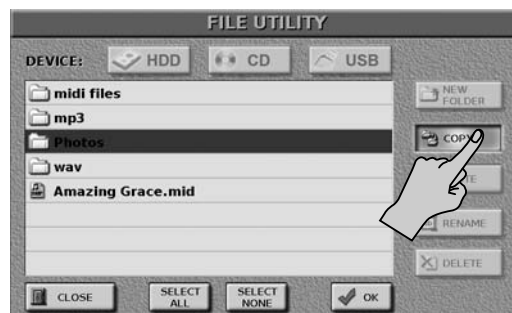 FILE UTILITY
DEVICE: HDD CD USB
midi files
mp3
Photos
wav
Amazing Grace.mid
NEW FOLDER
COPY
RENAME
DELETE
CLOSE
SELECT ALL
SELECT NONE
OK